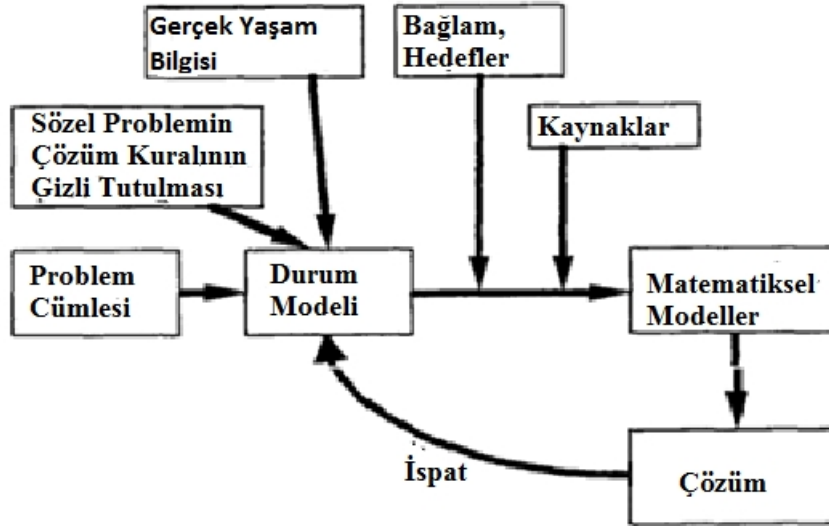 Gerçek Yaşam
Bilgisi
Bağlam,
Hedefler
Sözel Problemin
Çözüm Kuralının
Gizli Tutulması
Kaynaklar
Problem
Cümlesi
Durum
Modeli
Matematiksel
Modeller
İspat
Çözüm